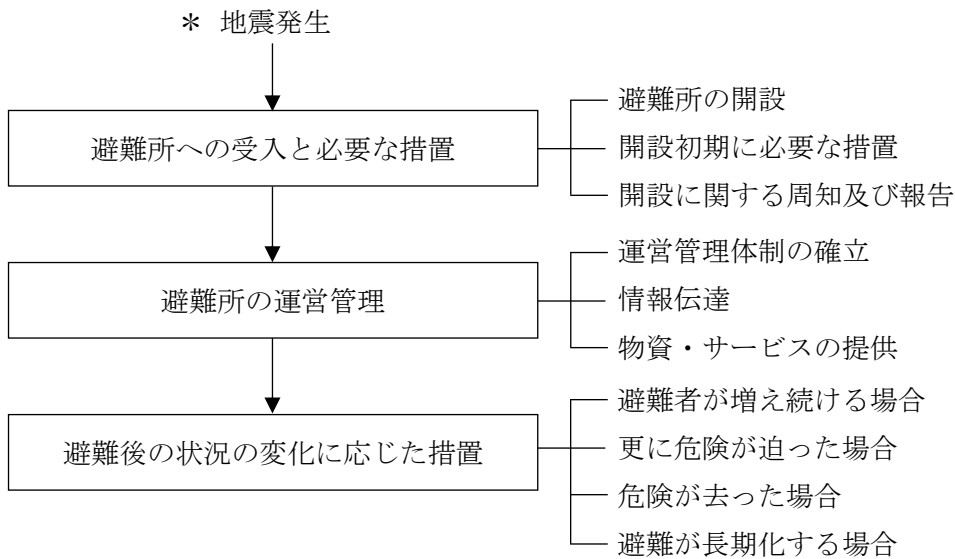 ＊ 地震発生
避難所への受入と必要な措置
避難所の開設
開設初期に必要な措置
開設に関する周知及び報告
避難所の運営管理
運営管理体制の確立
情報伝達
物資・サービスの提供
避難後の状況の変化に応じた措置
避難者が増え続ける場合
更に危険が迫った場合
危険が去った場合
避難が長期化する場合